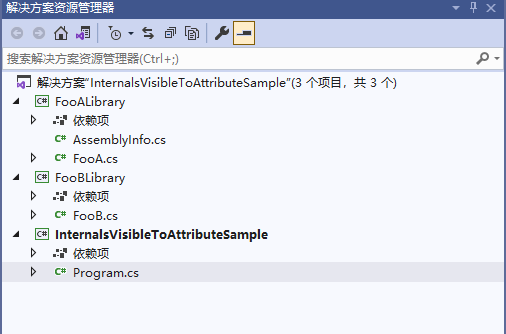 解决方案资源管理器
搜索解决方案资源管理器(Ctrl+;)
解决方案"InternalsVisibleToAttributeSample"(3 个项目，共 3 个)
C# FooALibrary
依赖项
C# AssemblyInfo.cs
C# FooA.cs
C# FooBLibrary
依赖项
C# FooB.cs
C# InternalsVisibleToAttributeSample
依赖项
C# Program.cs